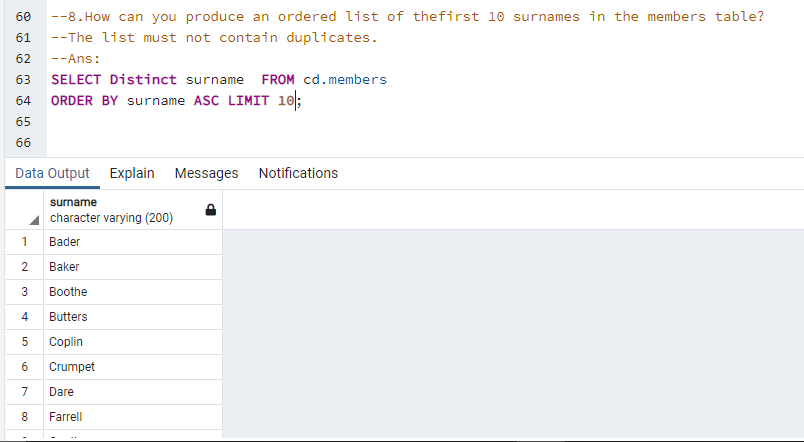 60 --8.How can you produce an ordered list of thefirst 10 surnames in the members table?
61 --The list must not contain duplicates.
62 --Ans:
63 SELECT Distinct surname  FROM cd.members
64 ORDER BY surname ASC LIMIT 10;
65
66
Data Output Explain Messages Notifications
surname
character varying (200)
1 Bader
2 Baker
3 Boothe
4 Butters
5 Coplin
6 Crumpet
7 Dare
8 Farrell